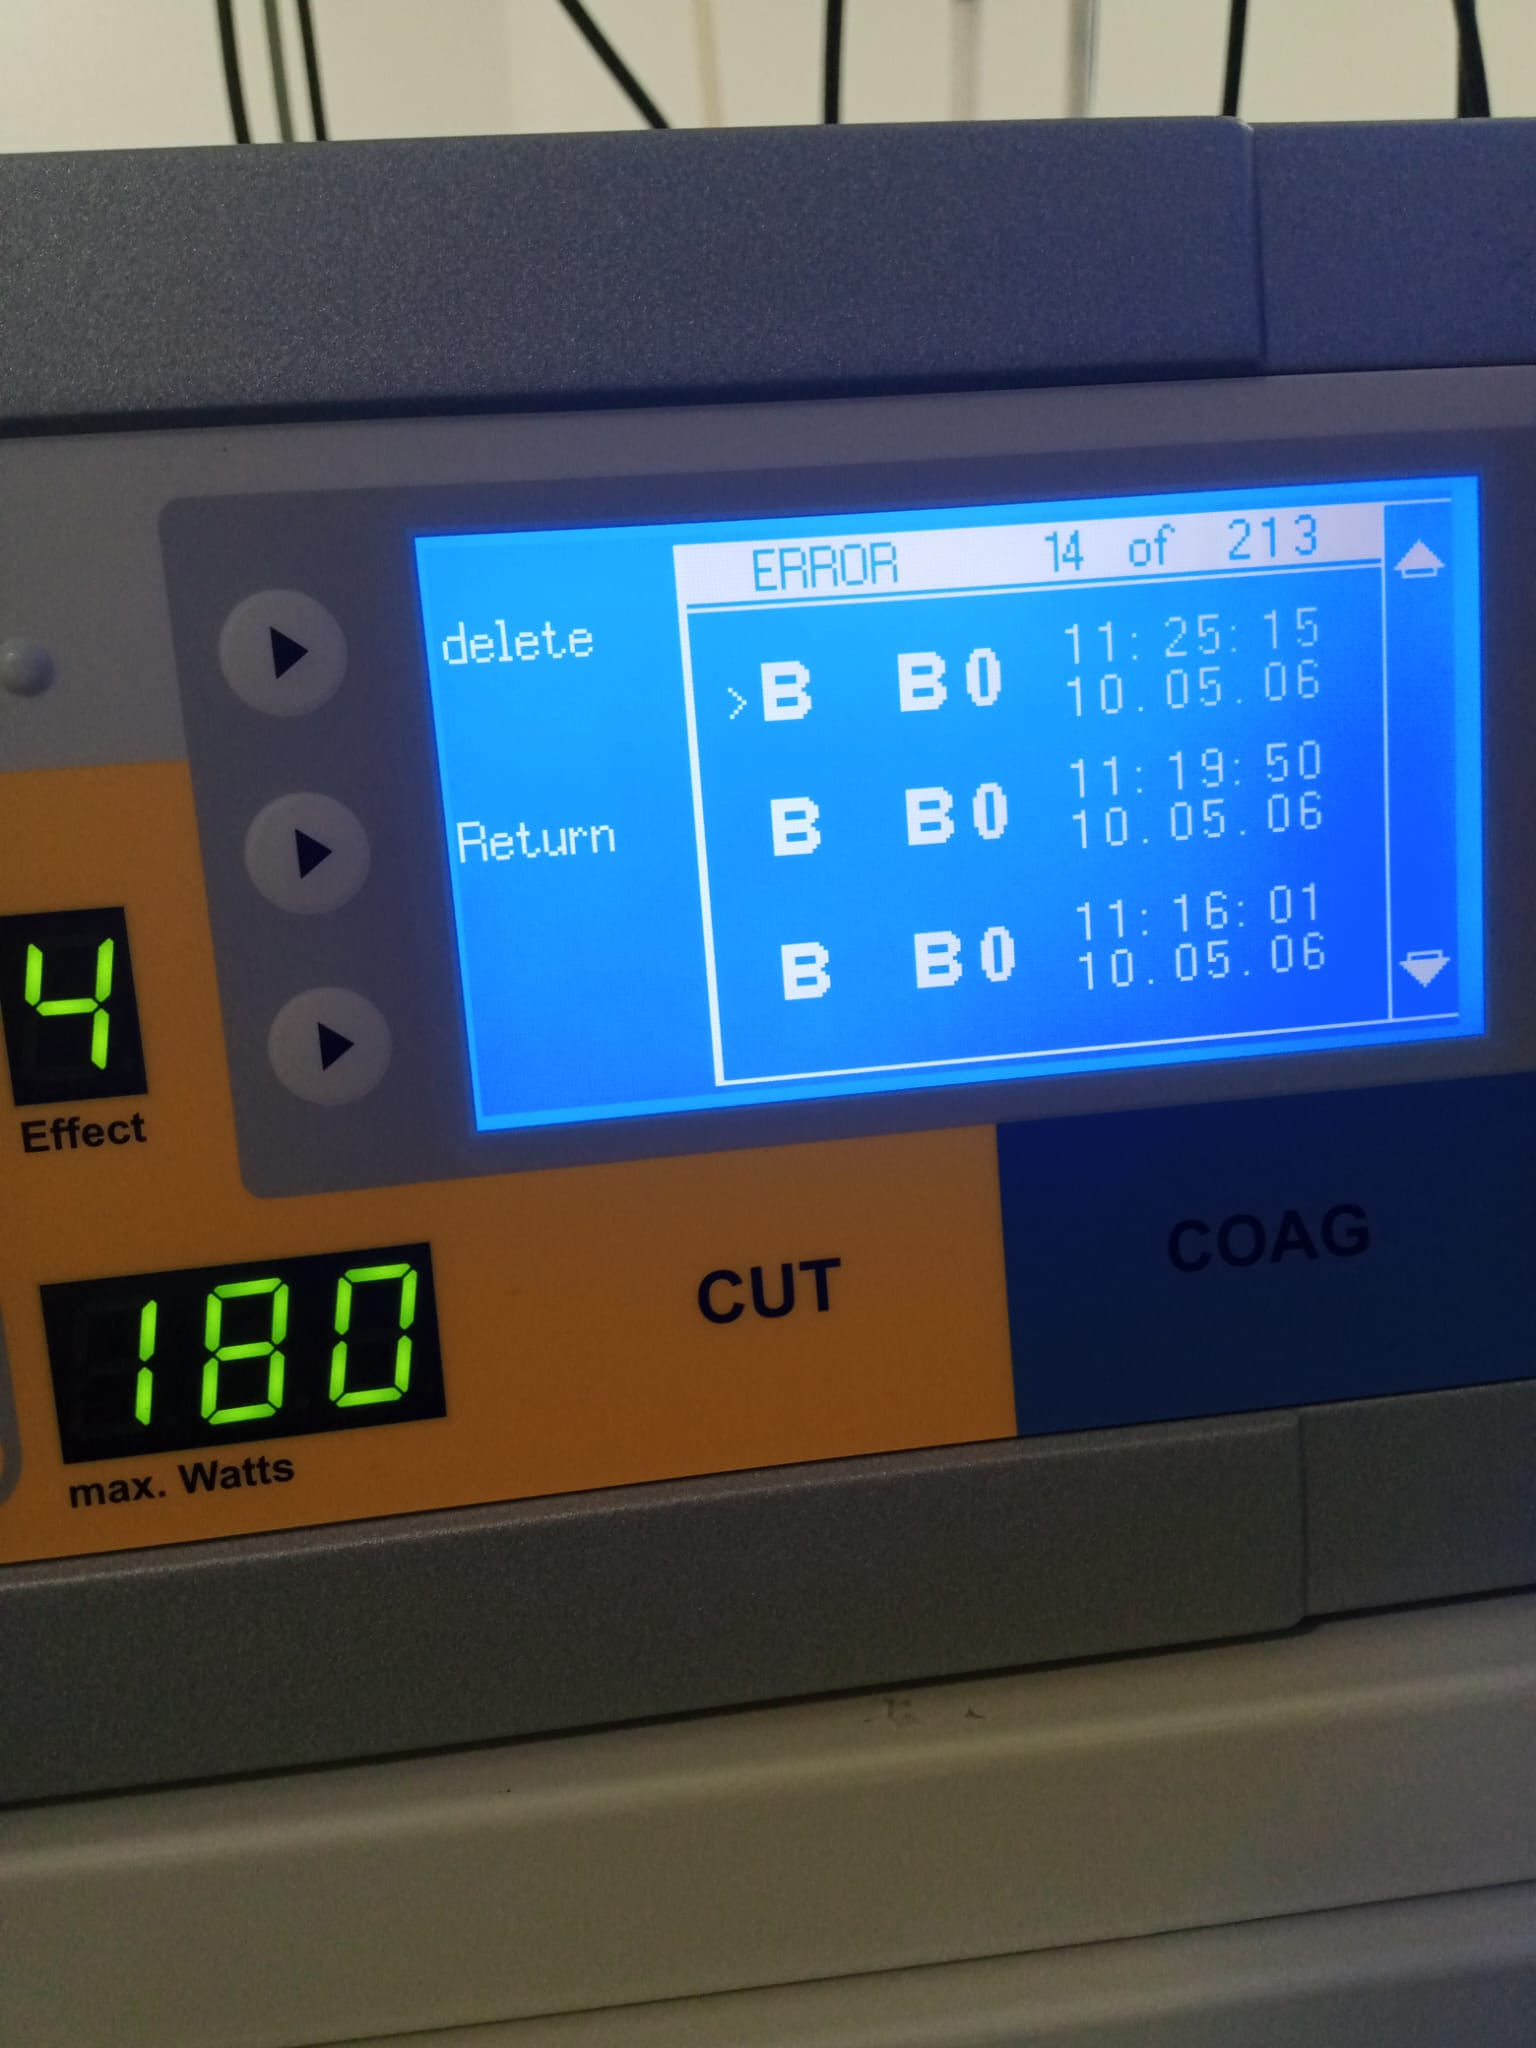 ERROR 14 of 213
delete
>B B0 11:25:15
10.05.06
Return
B B0 11:19:50
10.05.06
B B0 11:16:01
10.05.06
4
Effect
180
max. Watts
CUT
COAG